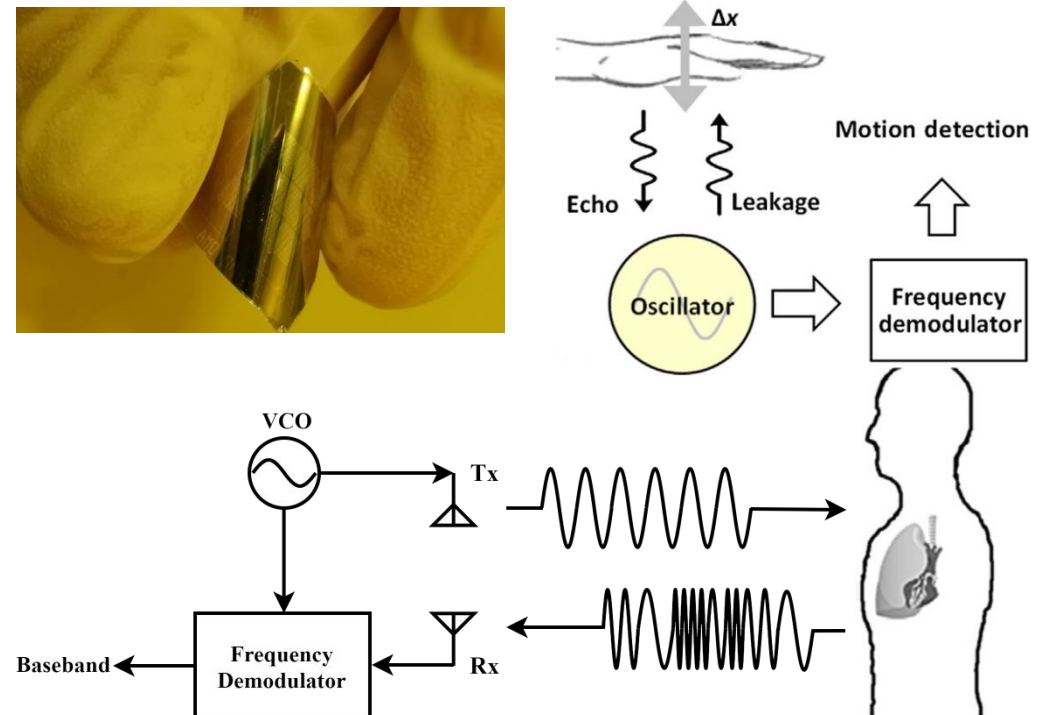 Δx
Echo
Leakage
Motion detection
Oscillator
Frequency
demodulator
VCO
Tx
Frequency
Demodulator
Rx
Baseband